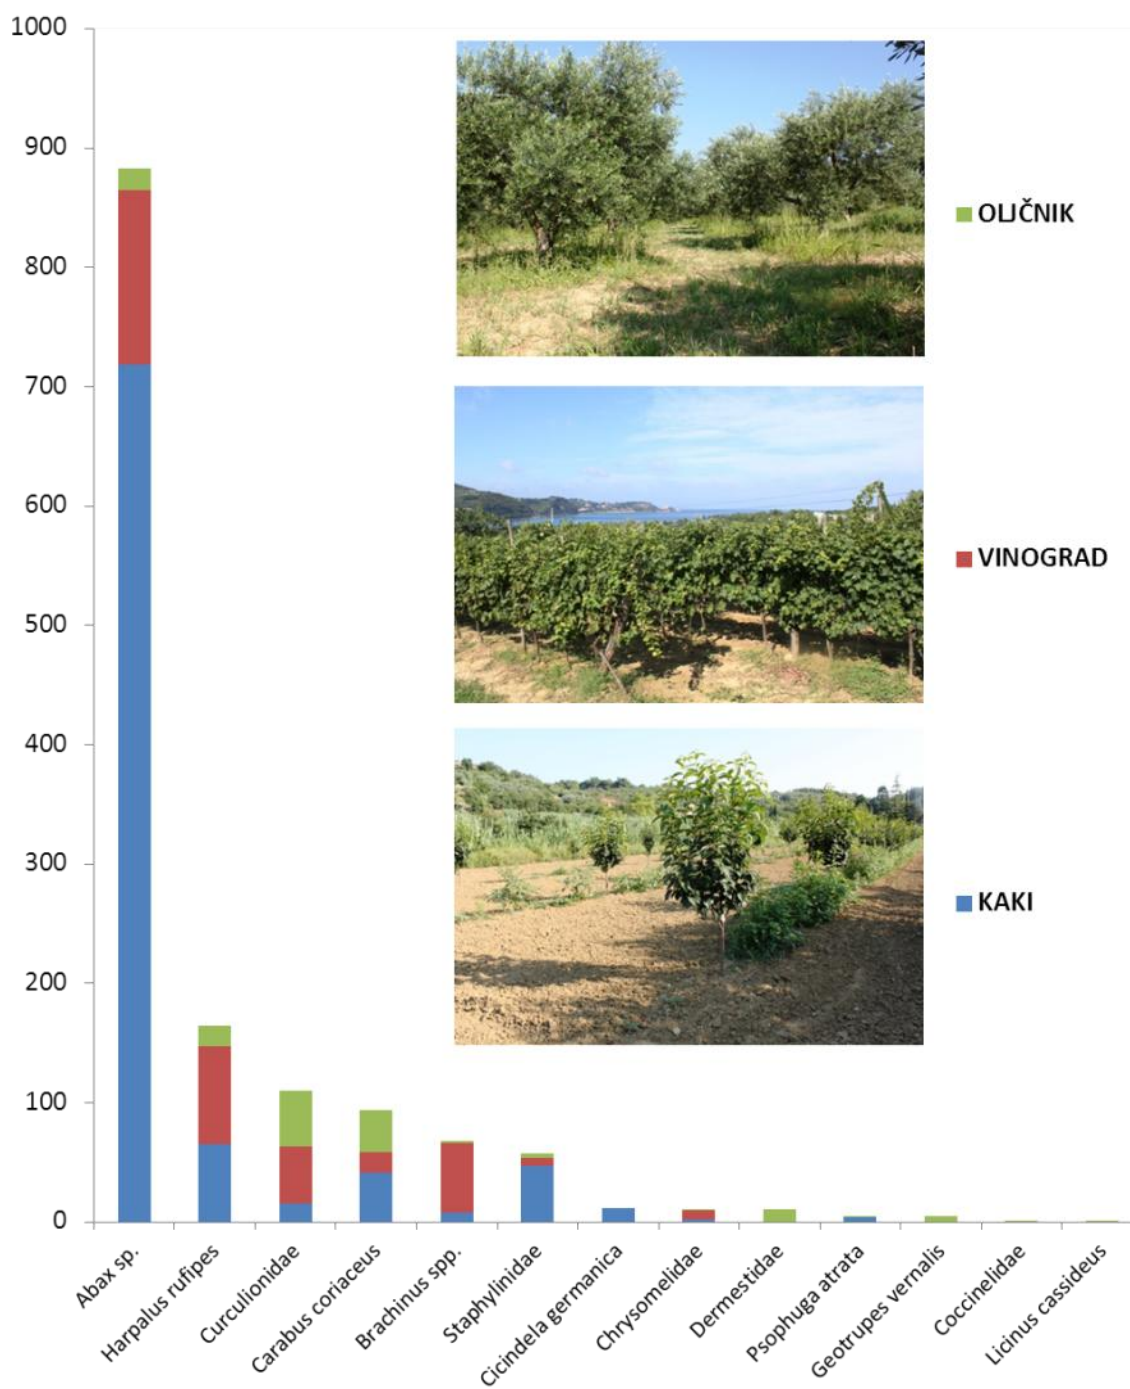 1000
900
800
700
600
500
400
300
200
100
0
OLJČNIK
VINOGRAD
KAKI
Abax sp.
Harpalus rufipes
Curculionidae
Carabus coriaceus
Brachinus spp.
Staphylinidae
Cicindela germanica
Chrysomelidae
Dermestidae
Psophuga atrata
Geotrupes vernalis
Coccinelidae
Licinus cassideus